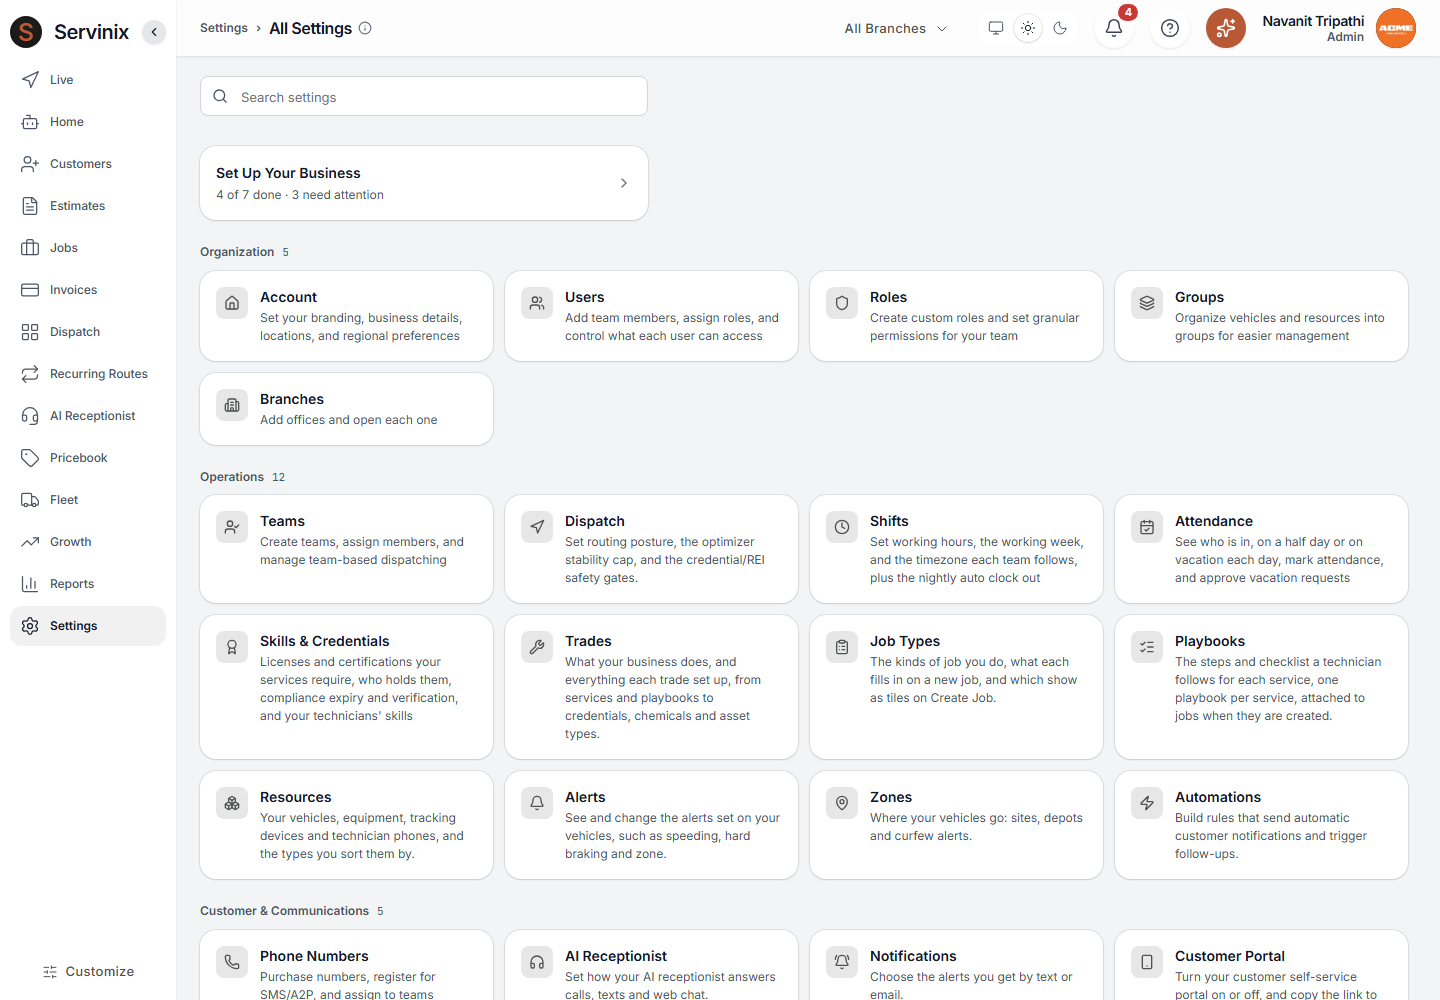 Servinix
Settings › All Settings
All Branches
4
Navanit Tripathi
Admin
ACME
Live
Home
Customers
Estimates
Jobs
Invoices
Dispatch
Recurring Routes
AI Receptionist
Pricebook
Fleet
Growth
Reports
Settings
Customize
Search settings
Set Up Your Business
4 of 7 done · 3 need attention
Organization 5
Account
Set your branding, business details,
locations, and regional preferences
Users
Add team members, assign roles, and
control what each user can access
Roles
Create custom roles and set granular
permissions for your team
Groups
Organize vehicles and resources into
groups for easier management
Branches
Add offices and open each one
Operations 12
Teams
Create teams, assign members, and
manage team-based dispatching
Dispatch
Set routing posture, the optimizer
stability cap, and the credential/REI
safety gates.
Shifts
Set working hours, the working week,
and the timezone each team follows,
plus the nightly auto clock out
Attendance
See who is in, on a half day or on
vacation each day, mark attendance,
and approve vacation requests
Skills & Credentials
Licenses and certifications your
services require, who holds them,
compliance expiry and verification,
and your technicians' skills
Trades
What your business does, and
everything each trade set up, from
services and playbooks to
credentials, chemicals and asset
types.
Job Types
The kinds of job you do, what each
fills in on a new job, and which show
as tiles on Create Job.
Playbooks
The steps and checklist a technician
follows for each service, one
playbook per service, attached to
jobs when they are created.
Resources
Your vehicles, equipment, tracking
devices and technician phones, and
the types you sort them by.
Alerts
See and change the alerts set on your
vehicles, such as speeding, hard
braking and zone.
Zones
Where your vehicles go: sites, depots
and curfew alerts.
Automations
Build rules that send automatic
customer notifications and trigger
follow-ups.
Customer & Communications 5
Phone Numbers
Purchase numbers, register for
SMS/A2P, and assign to teams
AI Receptionist
Set how your AI receptionist answers
calls, texts and web chat.
Notifications
Choose the alerts you get by text or
email.
Customer Portal
Turn your customer self-service
portal on or off, and copy the link to